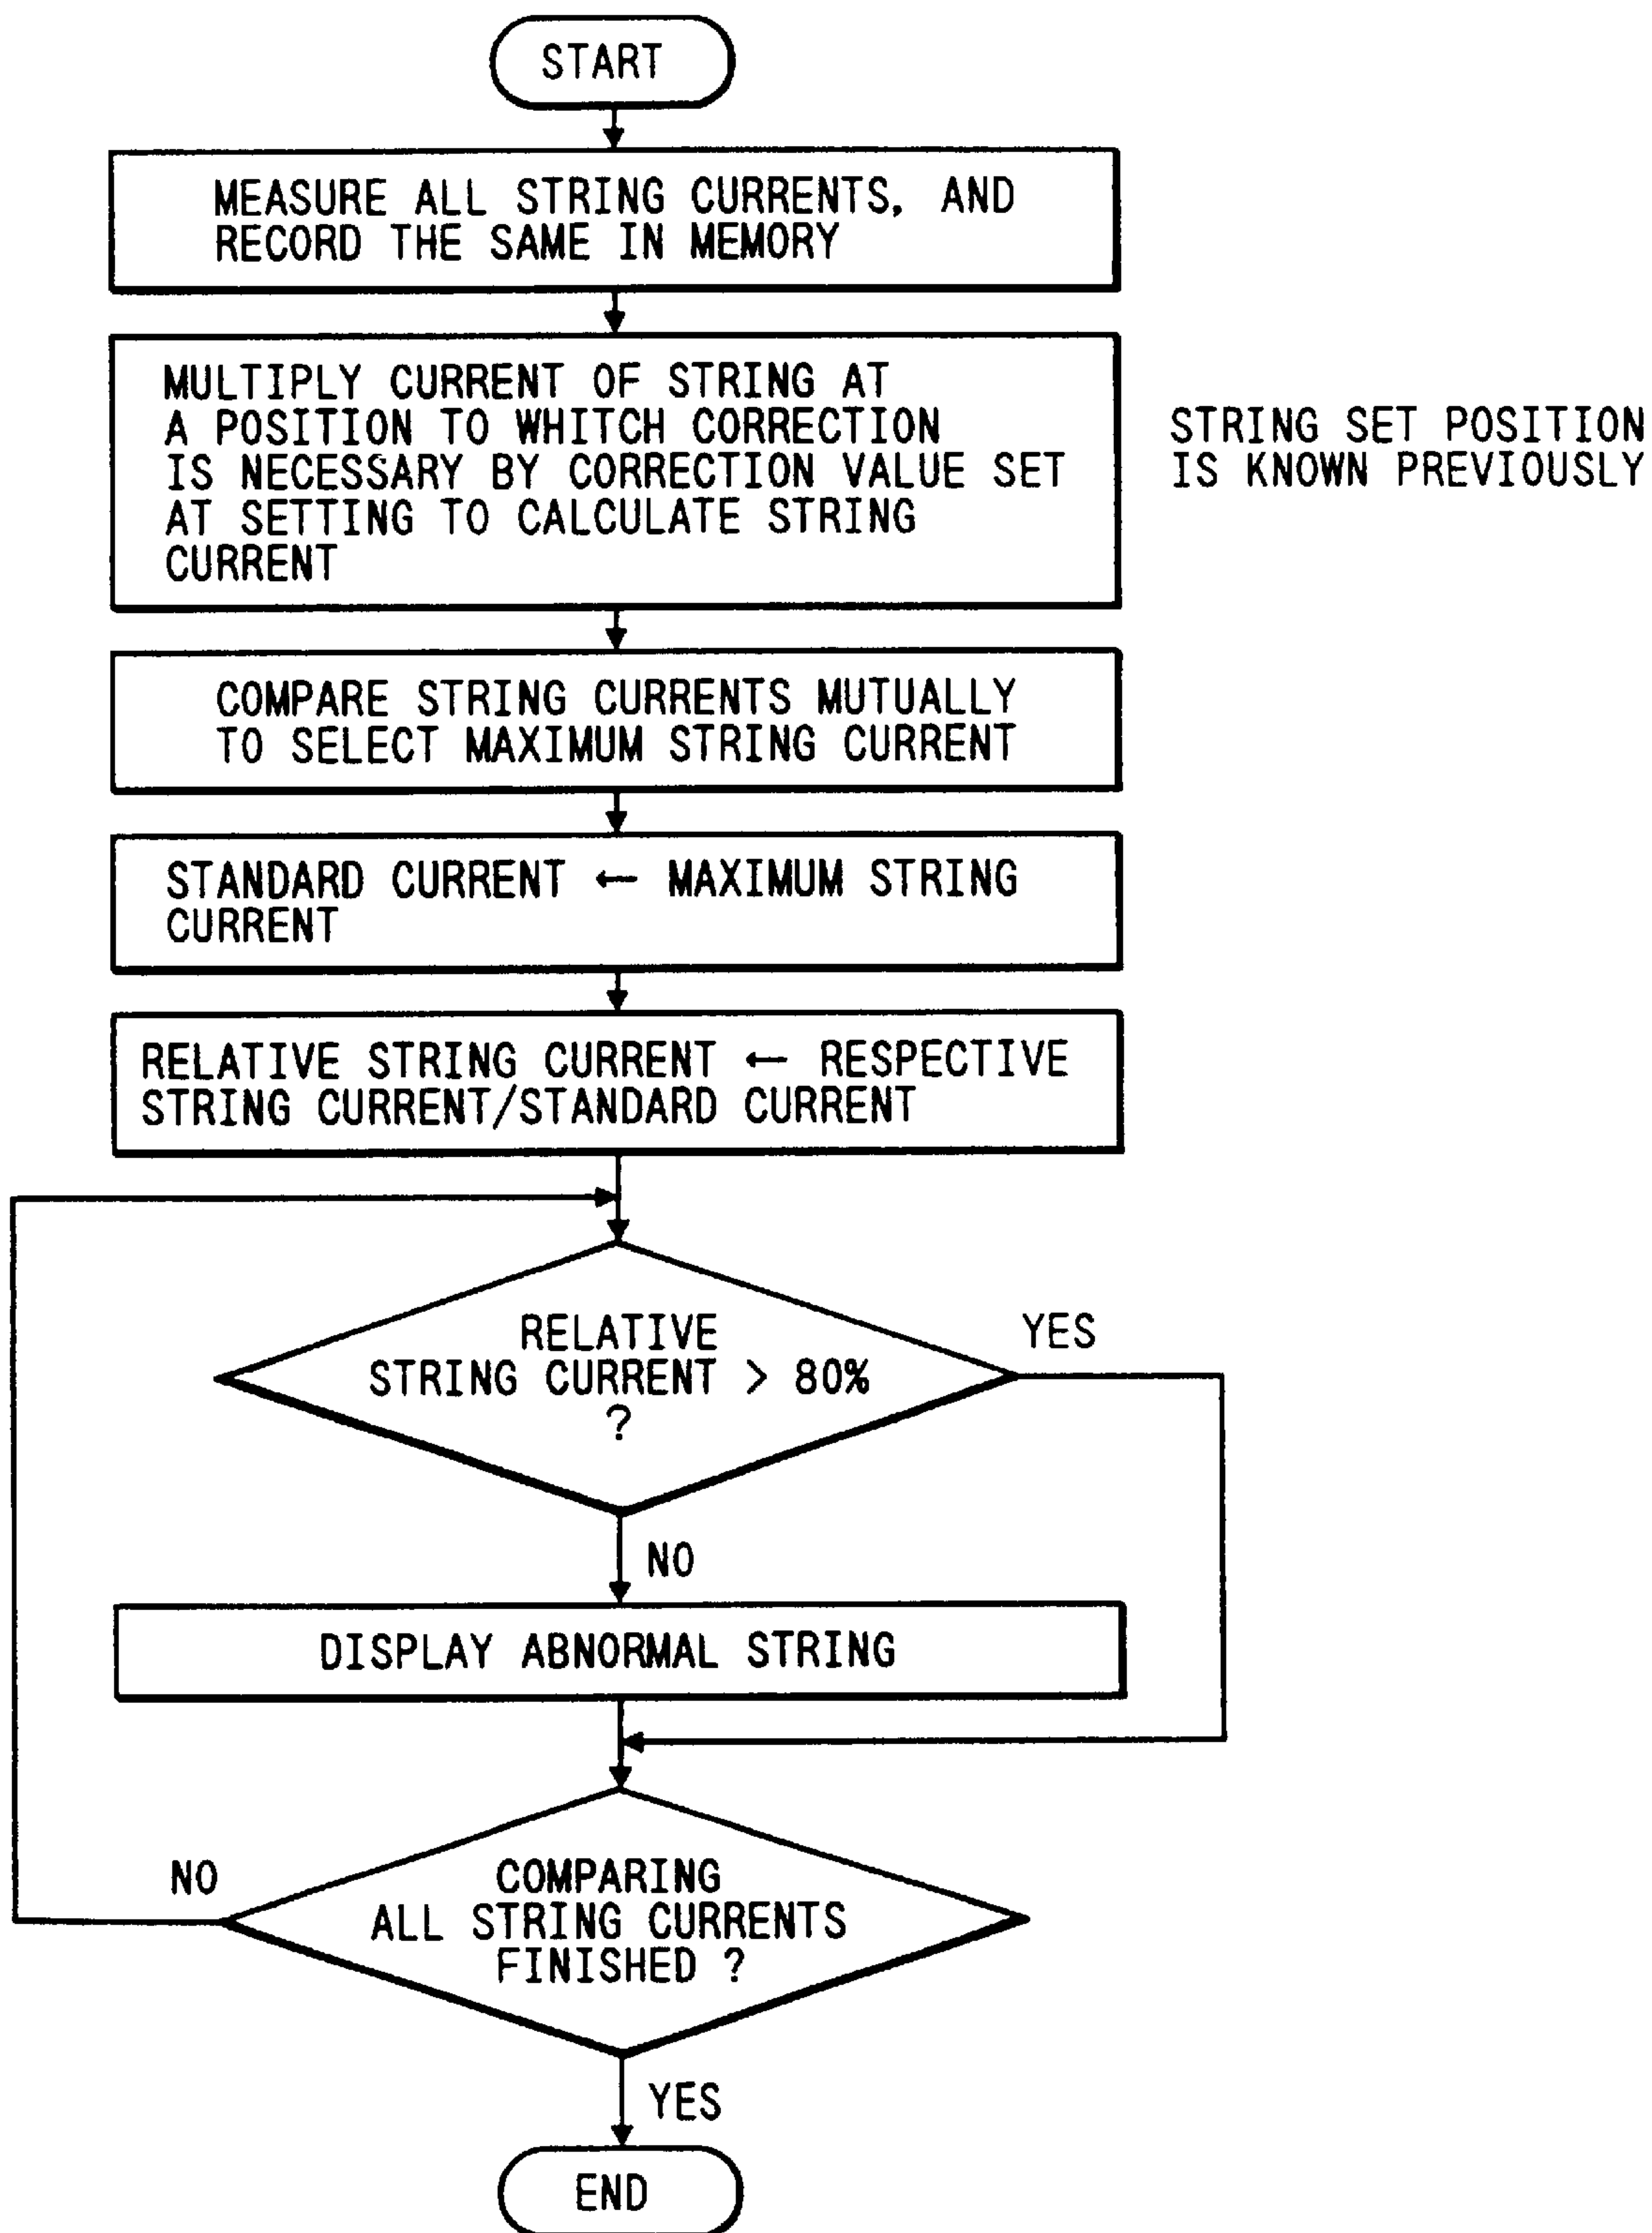 START
MEASURE ALL STRING CURRENTS, AND
RECORD THE SAME IN MEMORY
MULTIPLY CURRENT OF STRING AT
A POSITION TO WHITCH CORRECTION
IS NECESSARY BY CORRECTION VALUE SET
AT SETTING TO CALCULATE STRING
CURRENT
STRING SET POSITION
IS KNOWN PREVIOUSLY
COMPARE STRING CURRENTS MUTUALLY
TO SELECT MAXIMUM STRING CURRENT
STANDARD CURRENT ← MAXIMUM STRING
CURRENT
RELATIVE STRING CURRENT ← RESPECTIVE
STRING CURRENT/STANDARD CURRENT
RELATIVE
STRING CURRENT > 80%
?
YES
NO
DISPLAY ABNORMAL STRING
NO
COMPARING
ALL STRING CURRENTS
FINISHED ?
YES
END